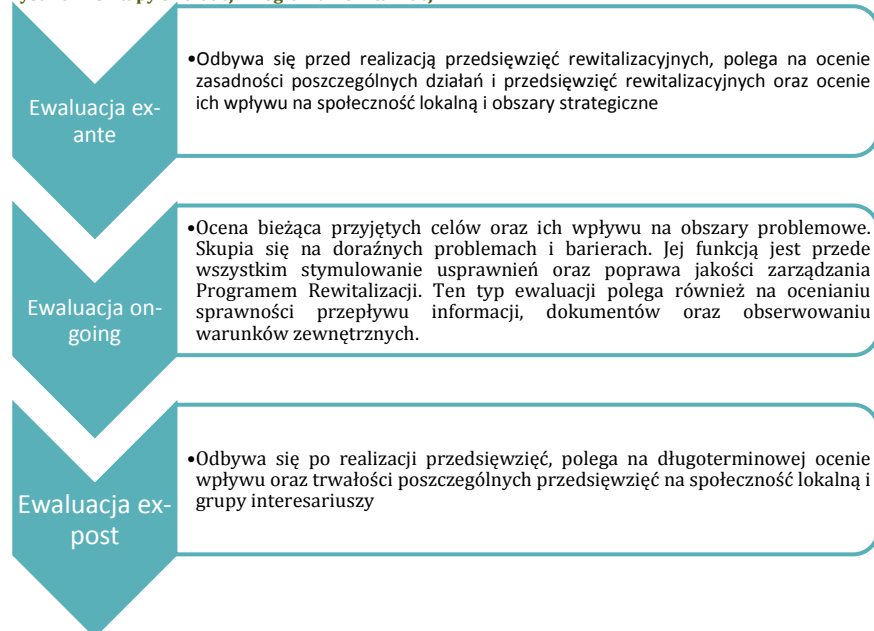 Ewaluacja ex-
ante
•Odbywa się przed realizacją przedsięwzięć rewitalizacyjnych, polega na ocenie
zasadności poszczególnych działań i przedsięwzięć rewitalizacyjnych oraz ocenie
ich wpływu na społeczność lokalną i obszary strategiczne
Ewaluacja on-
going
•Ocena bieżąca przyjętych celów oraz ich wpływu na obszary problemowe.
Skupia się na doraźnych problemach i barierach. Jej funkcją jest przede
wszystkim stymulowanie usprawnień oraz poprawa jakości zarządzania
Programem Rewitalizacji. Ten typ ewaluacji polega również na ocenianiu
sprawności przepływu informacji, dokumentów oraz obserwowaniu
warunków zewnętrznych.
Ewaluacja ex-
post
•Odbywa się po realizacji przedsięwzięć, polega na długoterminowej ocenie
wpływu oraz trwałości poszczególnych przedsięwzięć na społeczność lokalną i
grupy interesariuszy